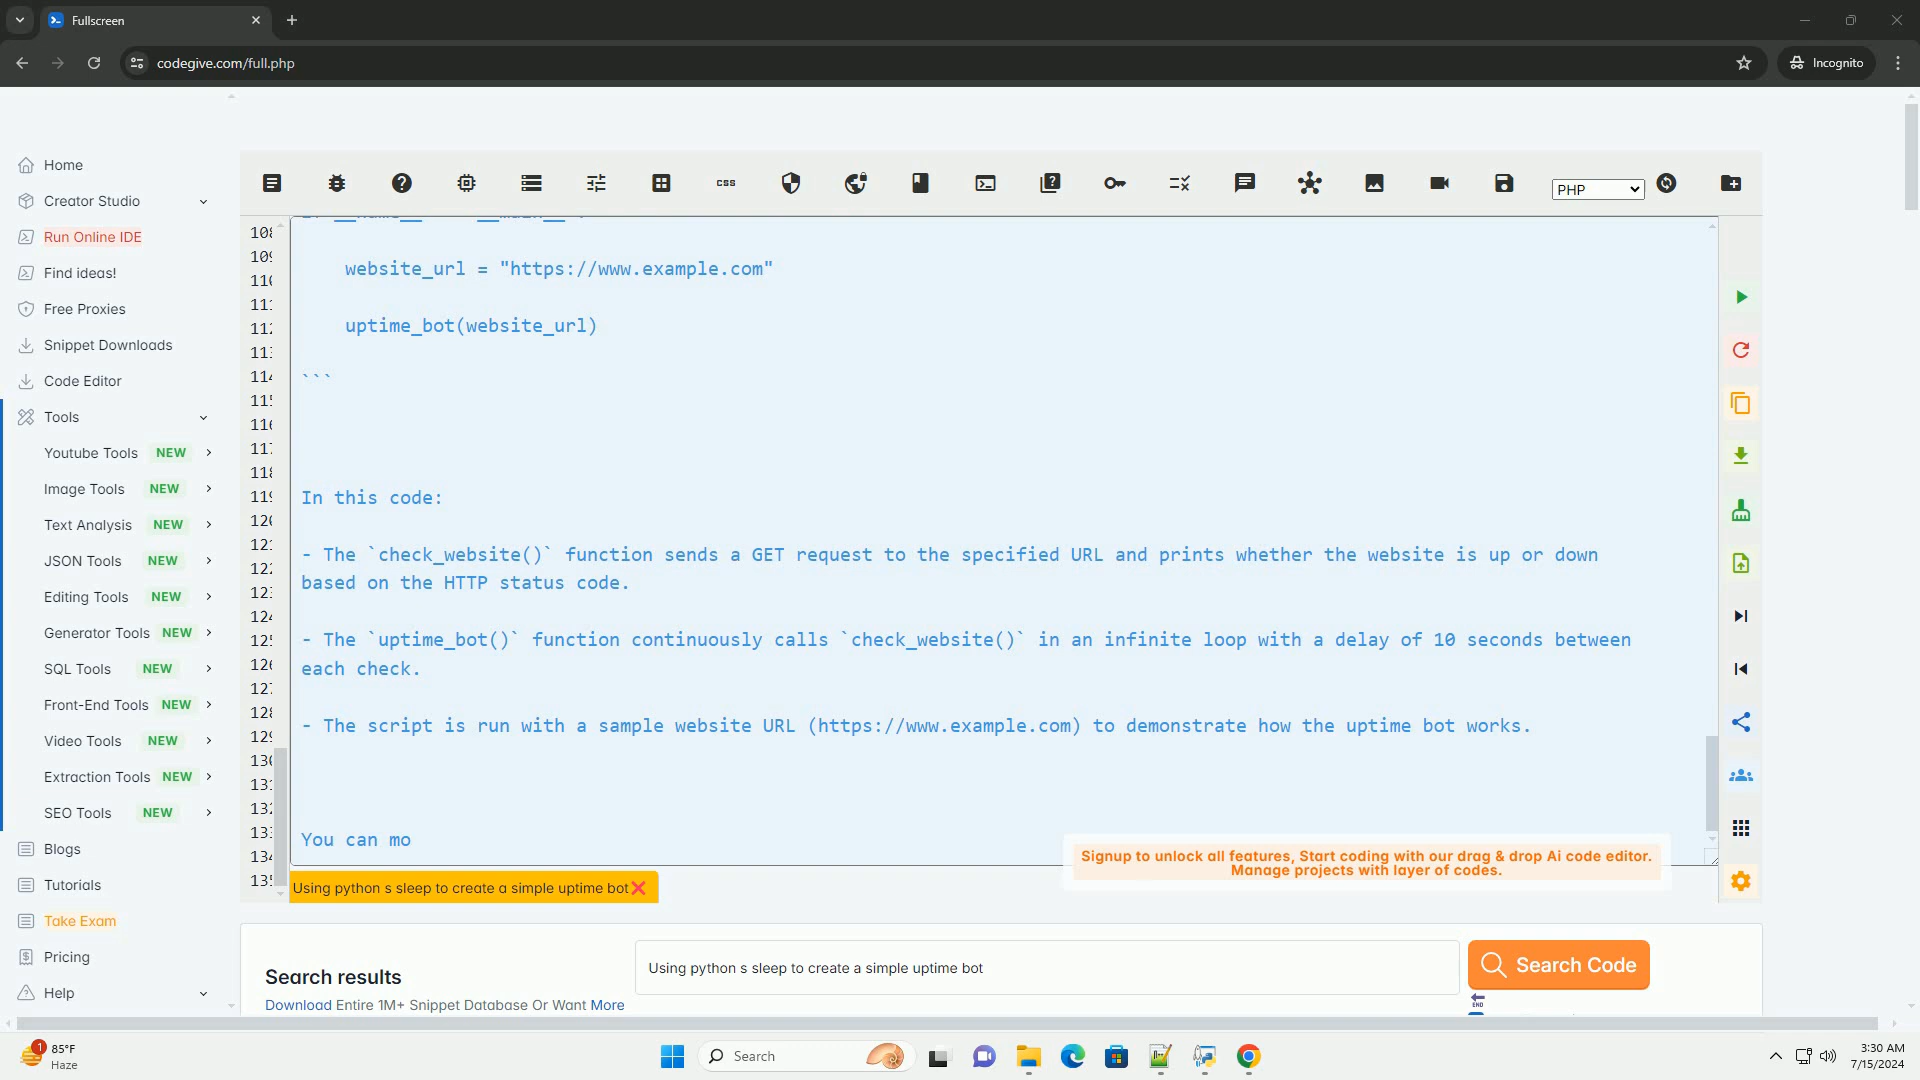 Fullscreen
codegive.com/full.php
Incognito
Home
Creator Studio
Run Online IDE
Find ideas!
Free Proxies
Snippet Downloads
Code Editor
Tools
Youtube Tools NEW
Image Tools NEW
Text Analysis NEW
JSON Tools NEW
Editing Tools NEW
Generator Tools NEW
SQL Tools NEW
Front-End Tools NEW
Video Tools NEW
Extraction Tools NEW
SEO Tools NEW
Blogs
Tutorials
Take Exam
Pricing
Help
css
PHP
website_url = "https://www.example.com"
uptime_bot(website_url)
```
In this code:
- The `check_website()` function sends a GET request to the specified URL and prints whether the website is up or down
based on the HTTP status code.
- The `uptime_bot()` function continuously calls `check_website()` in an infinite loop with a delay of 10 seconds between
each check.
- The script is run with a sample website URL (https://www.example.com) to demonstrate how the uptime bot works.
You can mo
Signup to unlock all features, Start coding with our drag & drop Ai code editor.
Manage projects with layer of codes.
Using python s sleep to create a simple uptime bot
Search results
Download Entire 1M+ Snippet Database Or Want More
Using python s sleep to create a simple uptime bot
Search Code
END
1
85°F
Haze
Search
3:30 AM
7/15/2024